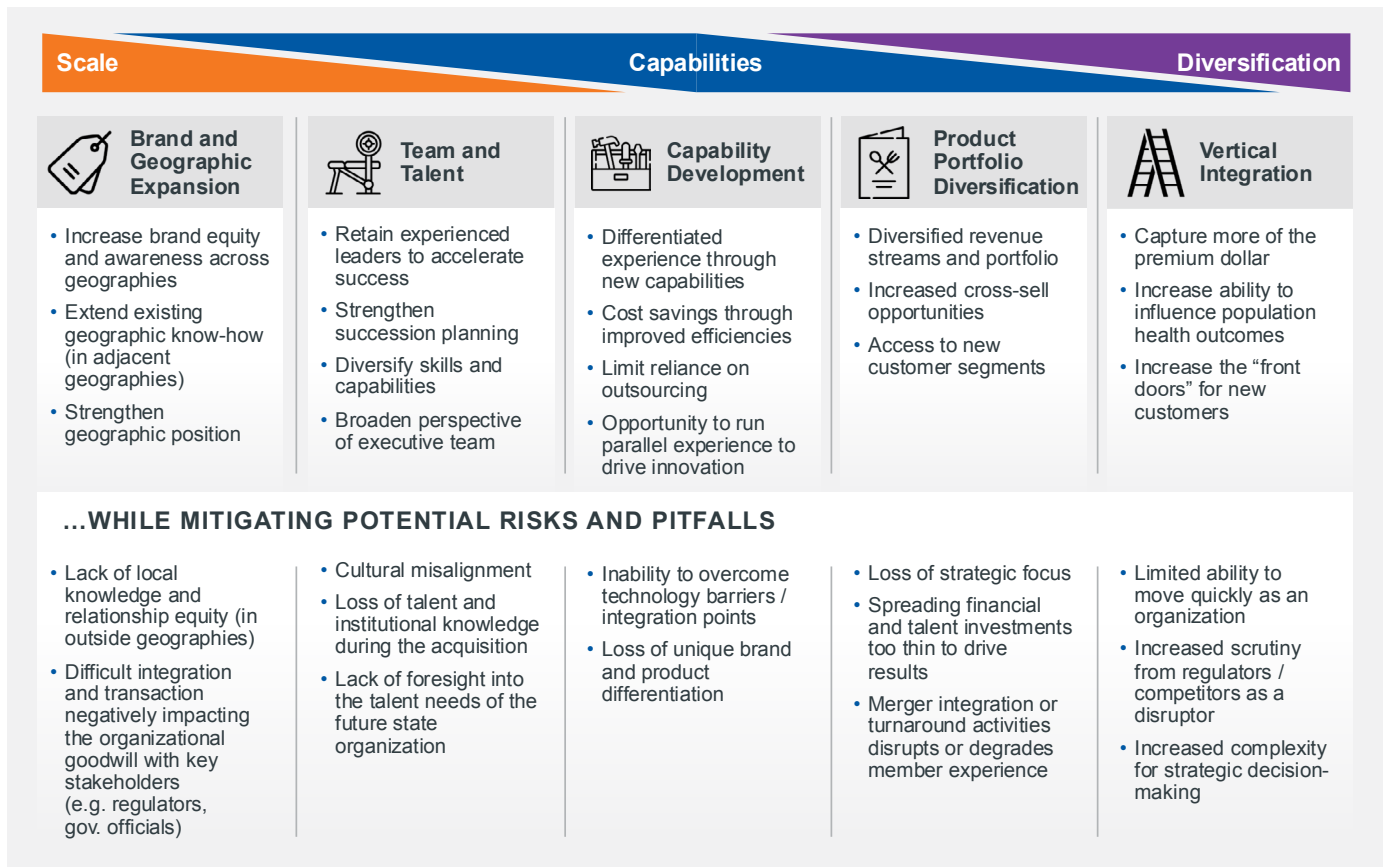 Scale
Capabilities
Diversification
Brand and
Geographic
Expansion
• Increase brand equity
and awareness across
geographies
• Extend existing
geographic know-how
(in adjacent
geographies)
• Strengthen
geographic position
Team and
Talent
• Retain experienced
leaders to accelerate
success
• Strengthen
succession planning
• Diversify skills and
capabilities
• Broaden perspective
of executive team
Capability
Development
• Differentiated
experience through
new capabilities
• Cost savings through
improved efficiencies
• Limit reliance on
outsourcing
• Opportunity to run
parallel experience to
drive innovation
Product
Portfolio
Diversification
• Diversified revenue
streams and portfolio
• Increased cross-sell
opportunities
• Access to new
customer segments
Vertical
Integration
• Capture more of the
premium dollar
• Increase ability to
influence population
health outcomes
• Increase the “front
doors” for new
customers
...WHILE MITIGATING POTENTIAL RISKS AND PITFALLS
• Lack of local
knowledge and
relationship equity (in
outside geographies)
• Difficult integration
and transaction
negatively impacting
the organizational
goodwill with key
stakeholders
(e.g. regulators,
gov. officials)
• Cultural misalignment
• Loss of talent and
institutional knowledge
during the acquisition
• Lack of foresight into
the talent needs of the
future state
organization
• Inability to overcome
technology barriers /
integration points
• Loss of unique brand
and product
differentiation
• Loss of strategic focus
• Spreading financial
and talent investments
too thin to drive
results
• Merger integration or
turnaround activities
disrupts or degrades
member experience
• Limited ability to
move quickly as an
organization
• Increased scrutiny
from regulators /
competitors as a
disruptor
• Increased complexity
for strategic decision-
making